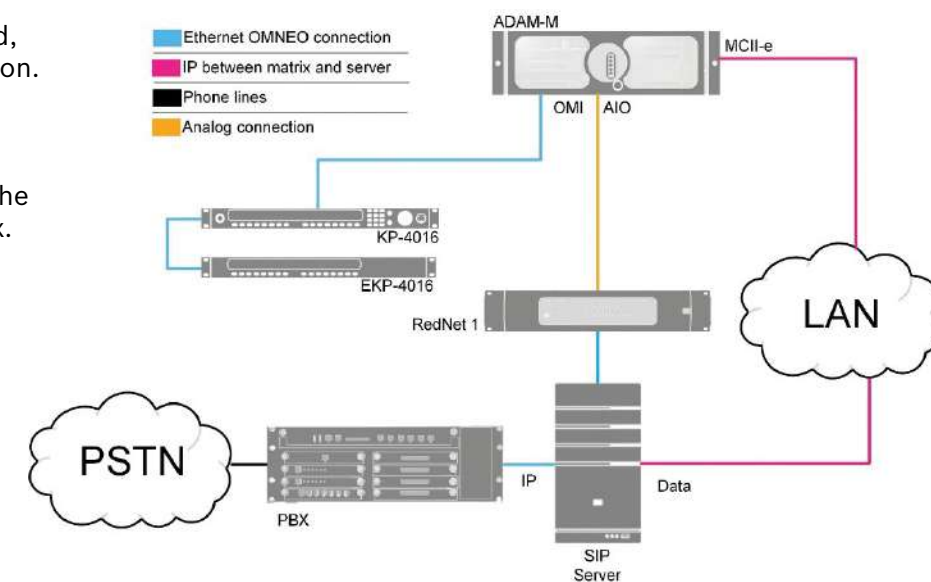 d,
on.
he
x.
Ethernet OMNEO connection
IP between matrix and server
Phone lines
Analog connection
ADAM-M
MCII-e
OMI
AIO
KP-4016
EKP-4016
RedNet 1
LAN
PSTN
PBX
IP
Data
SIP
Server